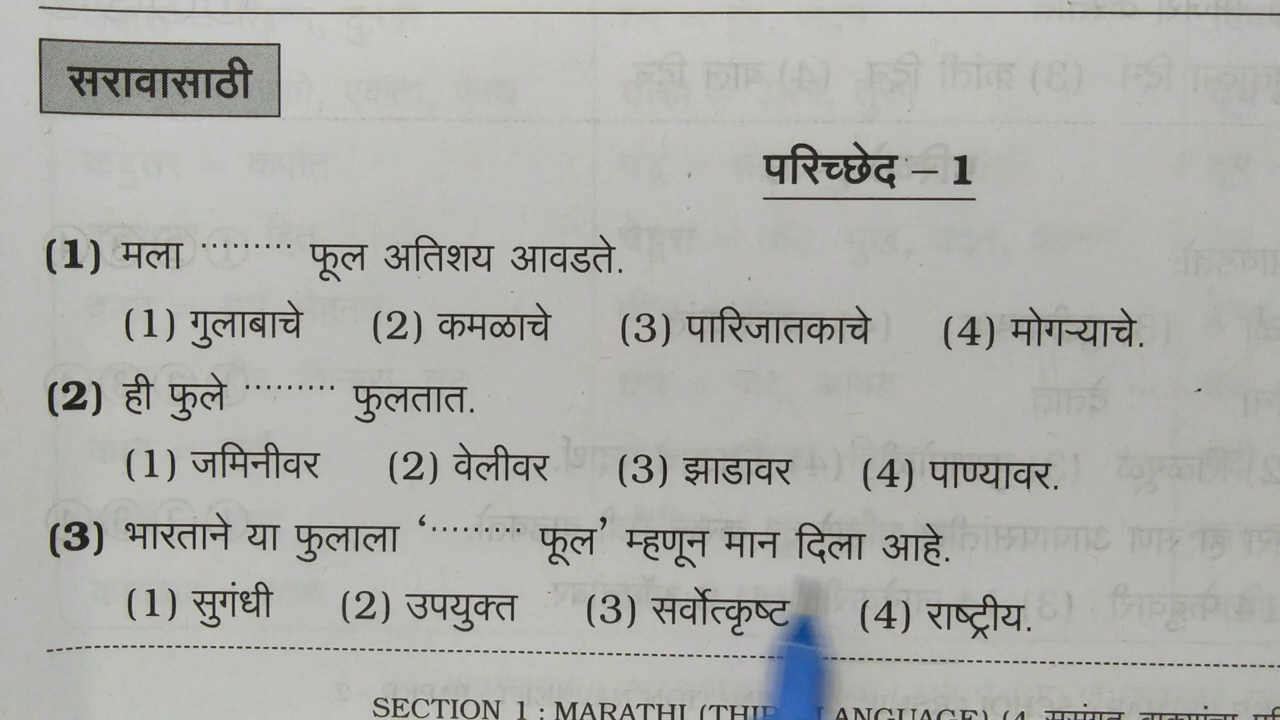 सरावासाठी
परिच्छेद – 1
(1) मला ········· फूल अतिशय आवडते.
(1) गुलाबाचे (2) कमळाचे (3) पारिजातकाचे (4) मोगऱ्याचे.
(2) ही फुले ········· फुलतात.
(1) जमिनीवर (2) वेलीवर (3) झाडावर (4) पाण्यावर.
(3) भारताने या फुलाला ‘········· फूल’ म्हणून मान दिला आहे.
(1) सुगंधी (2) उपयुक्त (3) सर्वोत्कृष्ट (4) राष्ट्रीय.
SECTION 1 : MARATHI